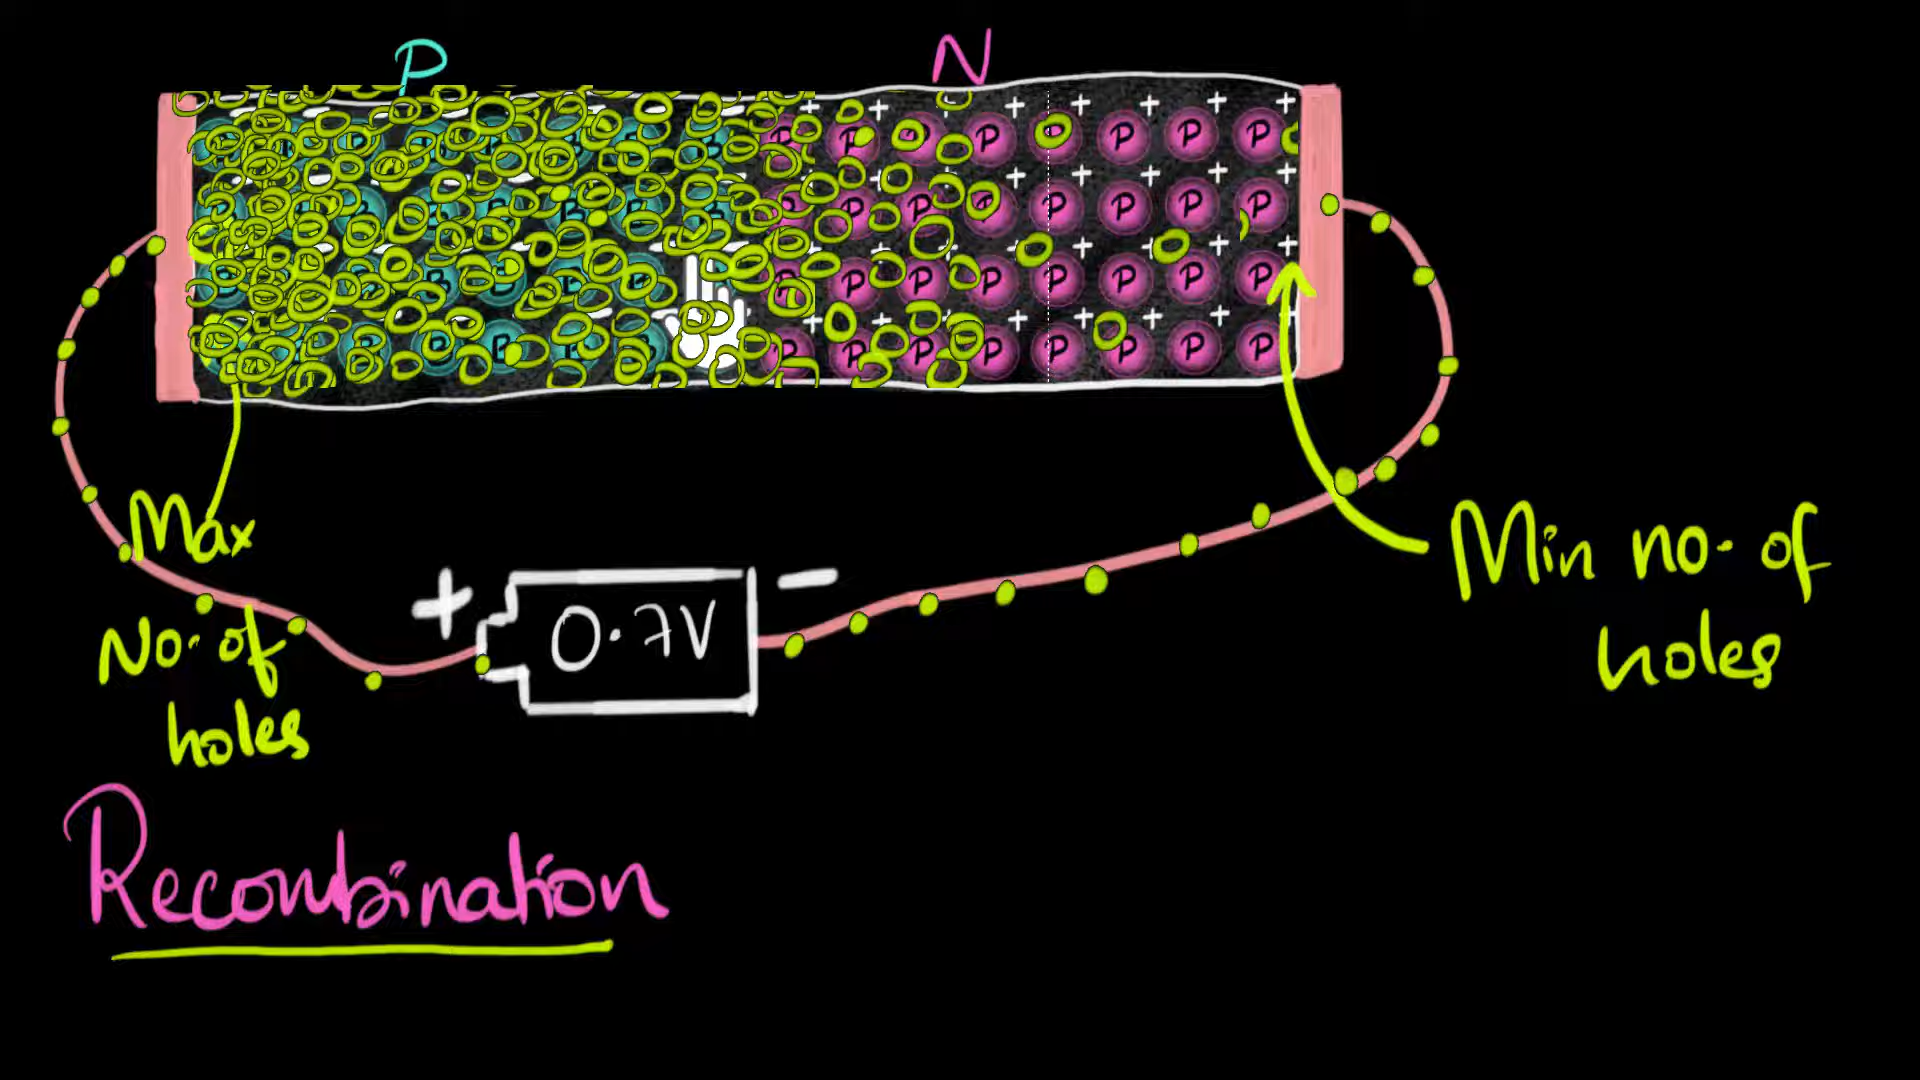 P N
+ + + + + + +
P P P P P P P P
+ + + + +
B B P P P P P P P
+ + + +
B B P P P P P P P P
+ + + + + +
B P P P P P P P P
Max
No. of
holes
+ -
0.7V
Min no. of
holes
Recombination